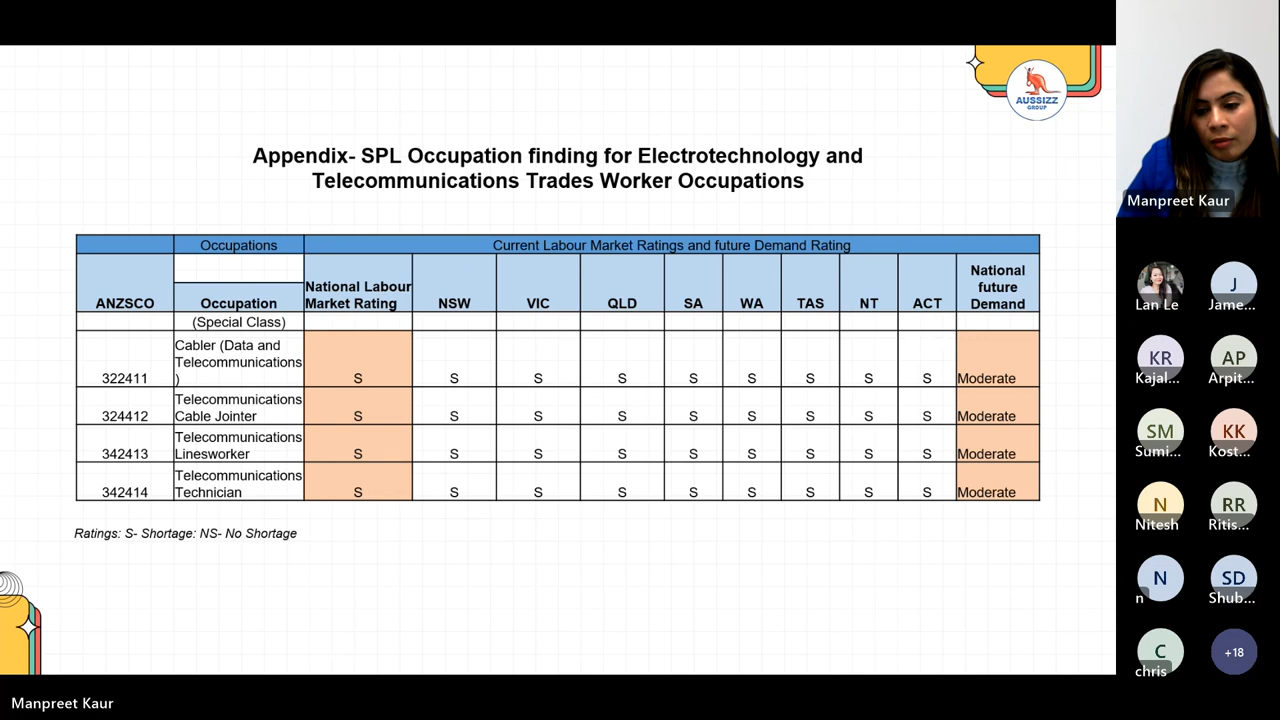 AUSSIZZ
GROUP
Appendix- SPL Occupation finding for Electrotechnology and
Telecommunications Trades Worker Occupations
Occupations Current Labour Market Ratings and future Demand Rating
ANZSCO Occupation National Labour Market Rating NSW VIC QLD SA WA TAS NT ACT National future Demand
(Special Class)
322411 Cabler (Data and Telecommunications) S S S S S S S S S Moderate
324412 Telecommunications Cable Jointer S S S S S S S S S Moderate
342413 Telecommunications Linesworker S S S S S S S S S Moderate
342414 Telecommunications Technician S S S S S S S S S Moderate
Ratings: S- Shortage: NS- No Shortage
Manpreet Kaur
Lan Le
J
Jame...
KR
Kajal...
AP
Arpit...
SM
Sumi...
KK
Kost...
N
Nitesh
RR
Ritis...
N
n
SD
Shub...
C
chris
+18
Manpreet Kaur